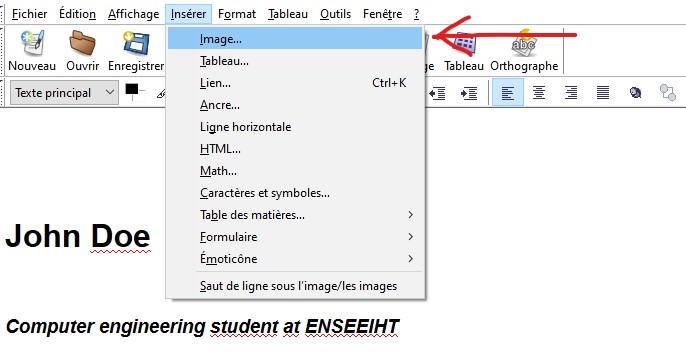 Fichier Édition Affichage Insérer Format Tableau Outils Fenêtre ?
Nouveau Ouvrir Enregistrer Tableau Orthographe
Texte principal
Image...
Tableau...
Lien... Ctrl+K
Ancre...
Ligne horizontale
HTML...
Math...
Caractères et symboles...
Table des matières...
Formulaire
Émoticône
Saut de ligne sous l'image/les images
John Doe
Computer engineering student at ENSEEIHT